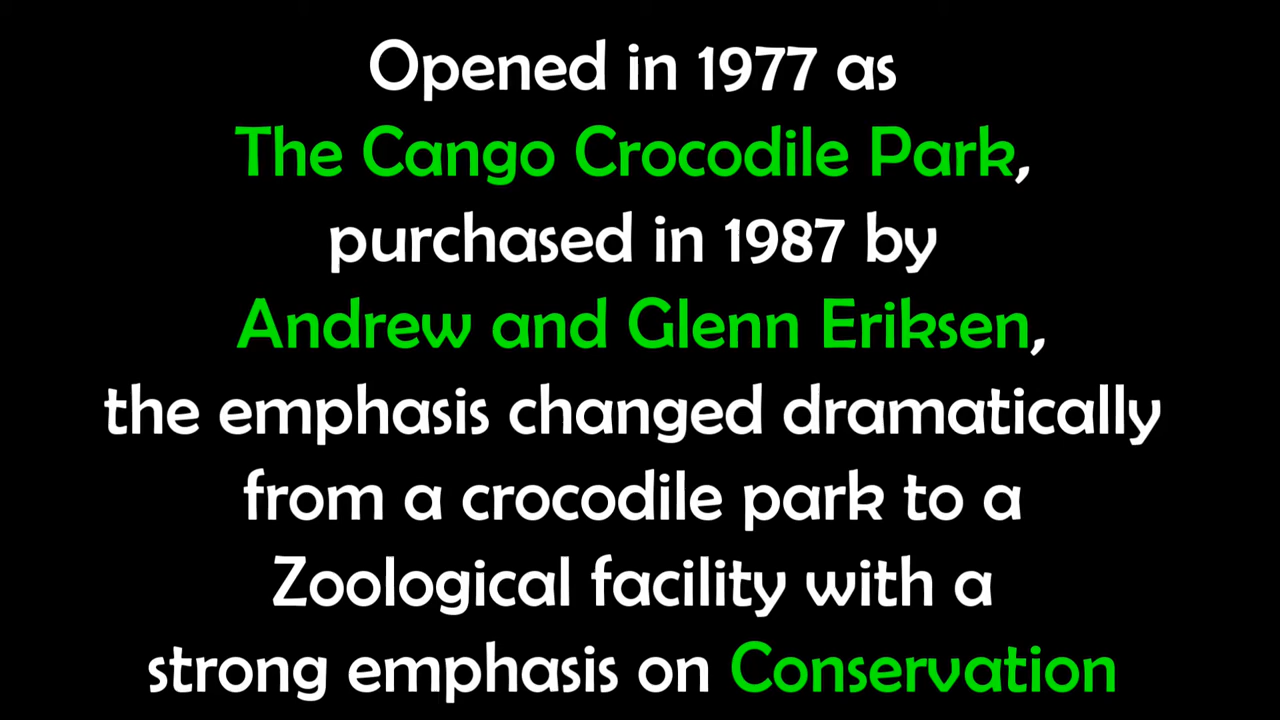 Opened in 1977 as
The Cango Crocodile Park,
purchased in 1987 by
Andrew and Glenn Eriksen,
the emphasis changed dramatically
from a crocodile park to a
Zoological facility with a
strong emphasis on Conservation